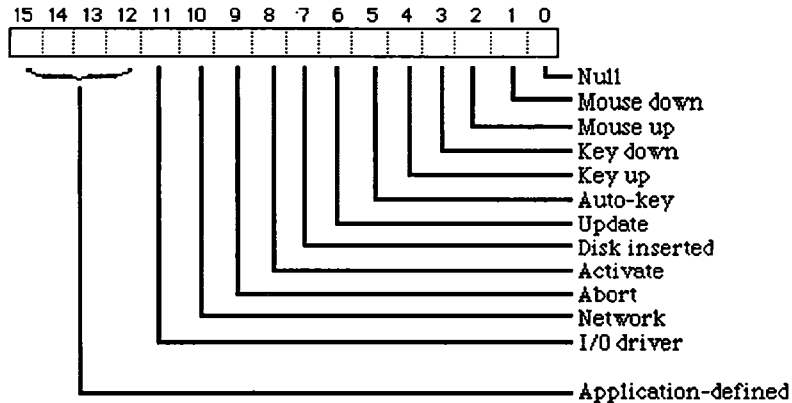 15 14 13 12 11 10 9 8 7 6 5 4 3 2 1 0
Null
Mouse down
Mouse up
Key down
Key up
Auto-key
Update
Disk inserted
Activate
Abort
Network
I/O driver
Application-defined